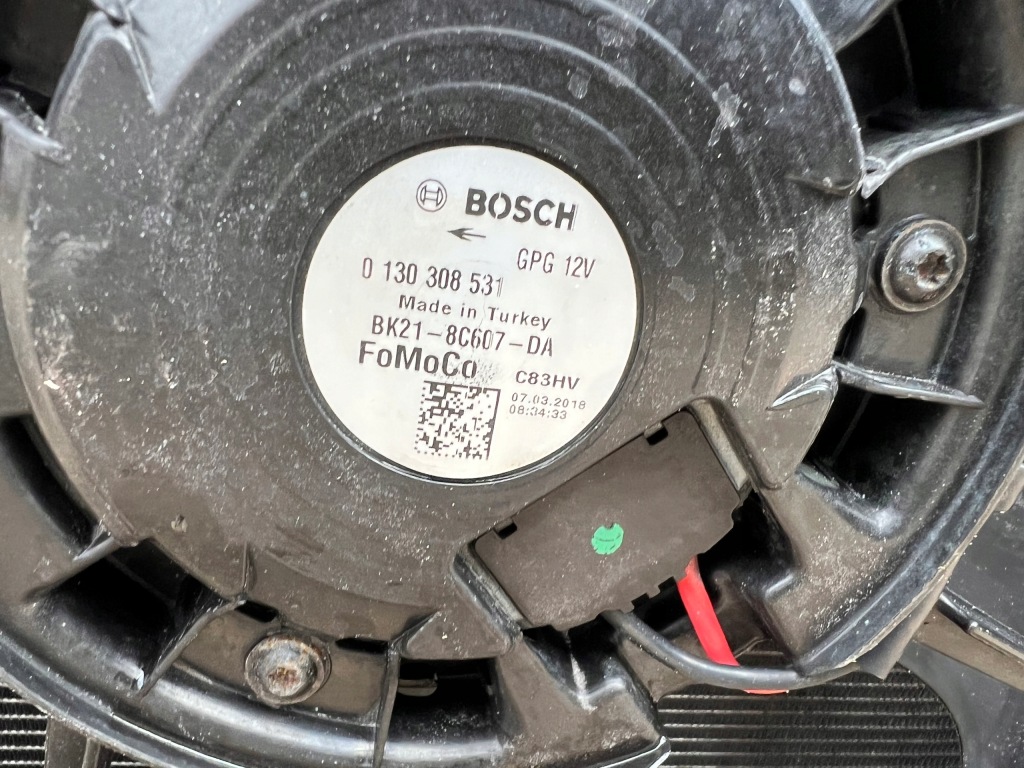 BOSCH
GPG 12V
0 130 308 531
Made in Turkey
BK21-8C607-DA
FoMoCo
C83HV
07.03.2018
08:34:33